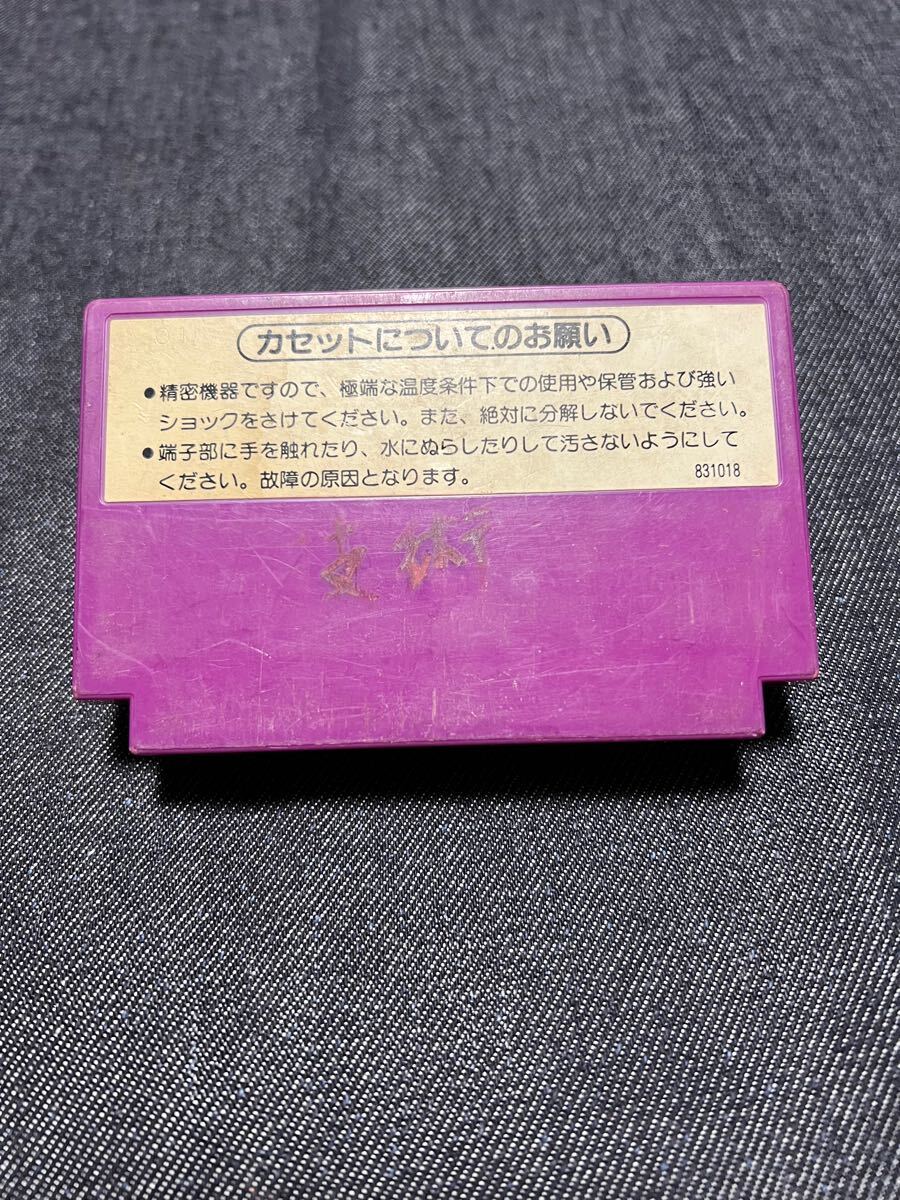 カセットについてのお願い
●精密機器ですので、極端な温度条件下での使用や保管および強い
ショックをさけてください。また、絶対に分解しないでください。
●端子部に手を触れたり、水にぬらしたりして汚さないようにして
ください。故障の原因となります。 831018